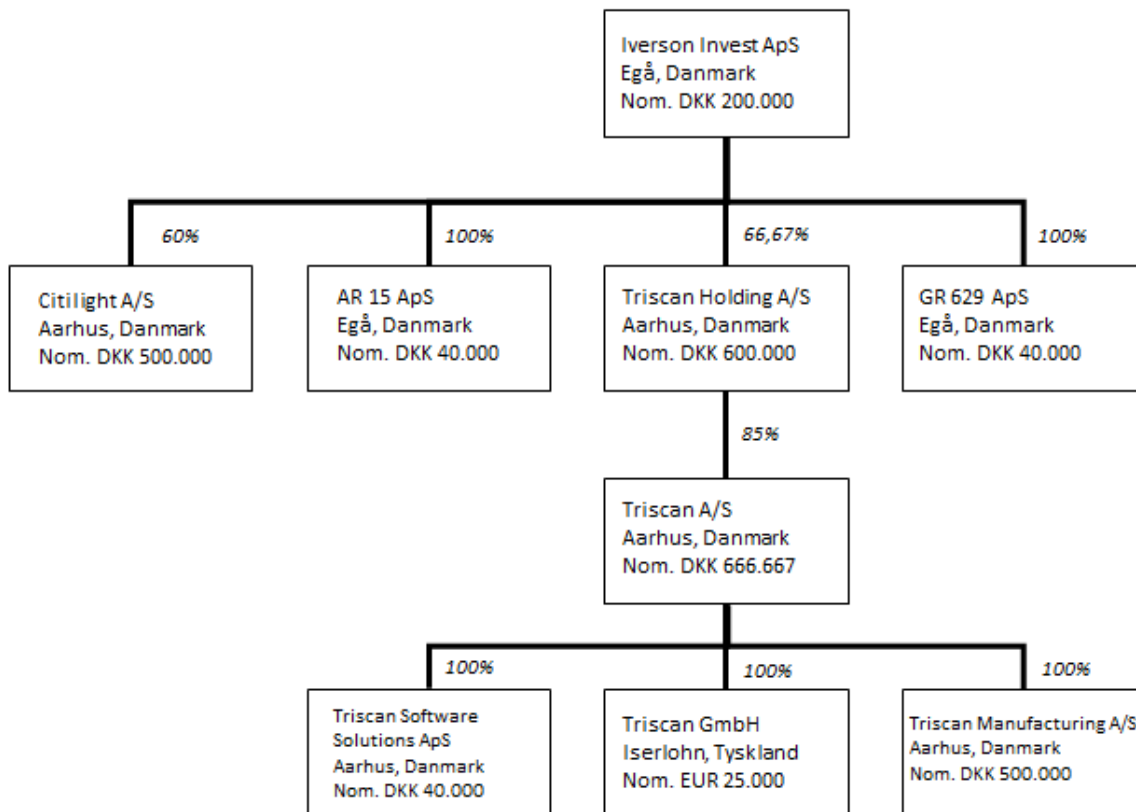 Iverson Invest ApS
Egå, Danmark
Nom. DKK 200.000
60%
100%
66,67%
100%
Citilight A/S
Aarhus, Danmark
Nom. DKK 500.000
AR 15 ApS
Egå, Danmark
Nom. DKK 40.000
Triscan Holding A/S
Aarhus, Danmark
Nom. DKK 600.000
GR 629 ApS
Egå, Danmark
Nom. DKK 40.000
85%
Triscan A/S
Aarhus, Danmark
Nom. DKK 666.667
100%
100%
100%
Triscan Software
Solutions ApS
Aarhus, Danmark
Nom. DKK 40.000
Triscan GmbH
Iserlohn, Tyskland
Nom. EUR 25.000
Triscan Manufacturing A/S
Aarhus, Danmark
Nom. DKK 500.000